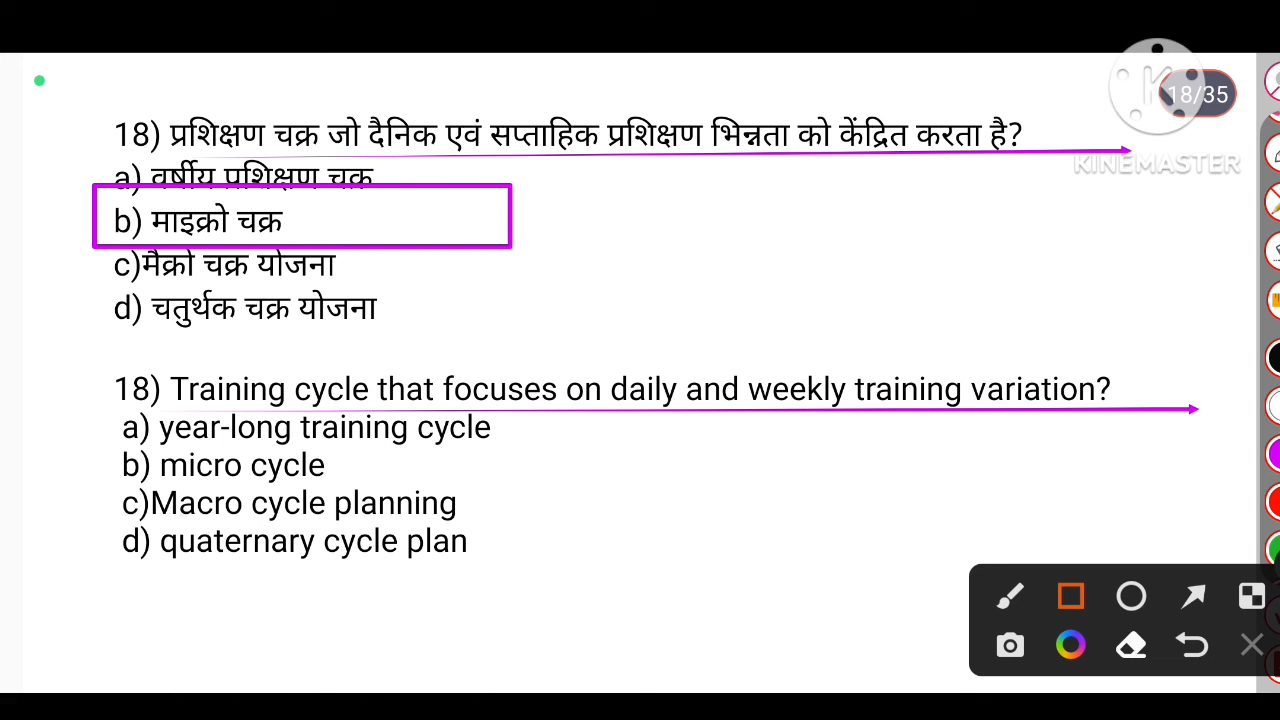 18/35
KINEMASTER
18) प्रशिक्षण चक्र जो दैनिक एवं सप्ताहिक प्रशिक्षण भिन्नता को केंद्रित करता है?
a) वर्षीय प्रशिक्षण चक्र
b) माइक्रो चक्र
c)मैक्रो चक्र योजना
d) चतुर्थक चक्र योजना
18) Training cycle that focuses on daily and weekly training variation?
a) year-long training cycle
b) micro cycle
c)Macro cycle planning
d) quaternary cycle plan